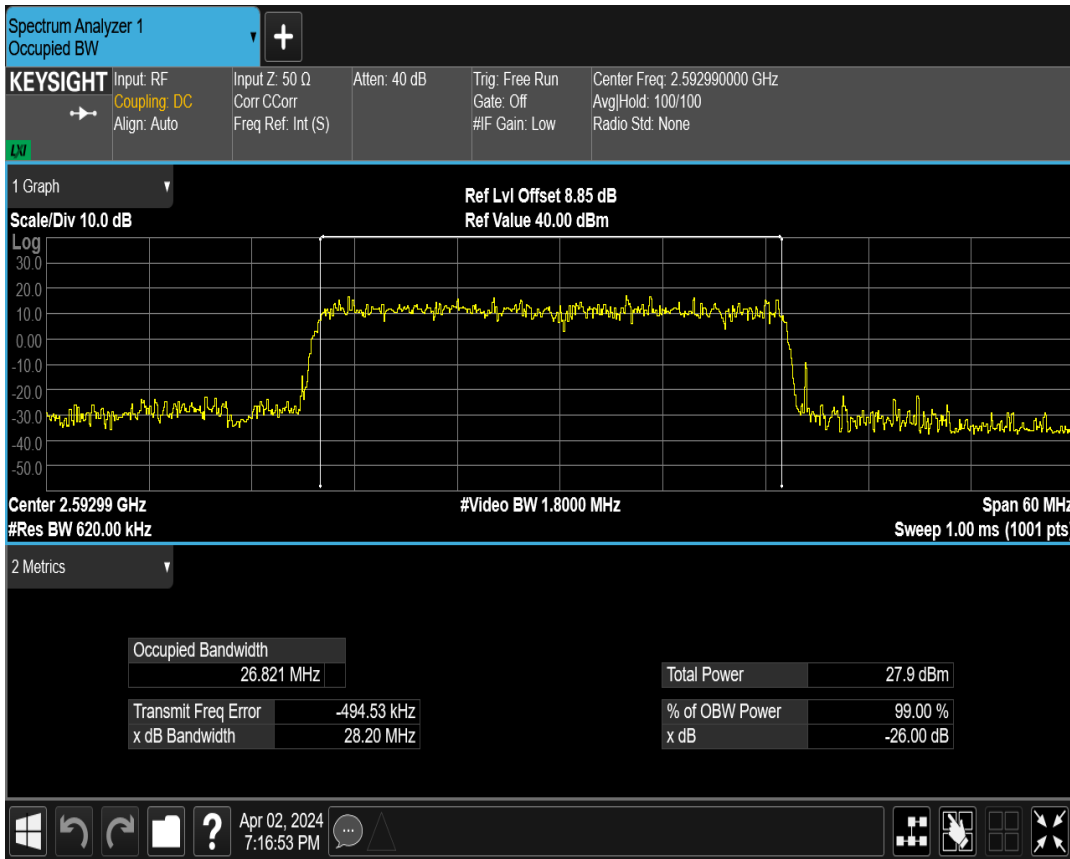 Spectrum Analyzer 1
Occupied BW
+
KEYSIGHT
LXI
Input: RF
Coupling: DC
Align: Auto
Input Z: 50 Ω
Corr CCorr
Freq Ref: Int (S)
Atten: 40 dB
Trig: Free Run
Gate: Off
#IF Gain: Low
Center Freq: 2.592990000 GHz
Avg|Hold: 100/100
Radio Std: None
1 Graph
Scale/Div 10.0 dB
Ref Lvl Offset 8.85 dB
Ref Value 40.00 dBm
Log
30.0
20.0
10.0
0.00
-10.0
-20.0
-30.0
-40.0
-50.0
Center 2.59299 GHz
#Video BW 1.8000 MHz
Span 60 MHz
#Res BW 620.00 kHz
Sweep 1.00 ms (1001 pts)
2 Metrics
Occupied Bandwidth
26.821 MHz
Total Power 27.9 dBm
Transmit Freq Error -494.53 kHz
% of OBW Power 99.00 %
x dB Bandwidth 28.20 MHz
x dB -26.00 dB
?
Apr 02, 2024
7:16:53 PM